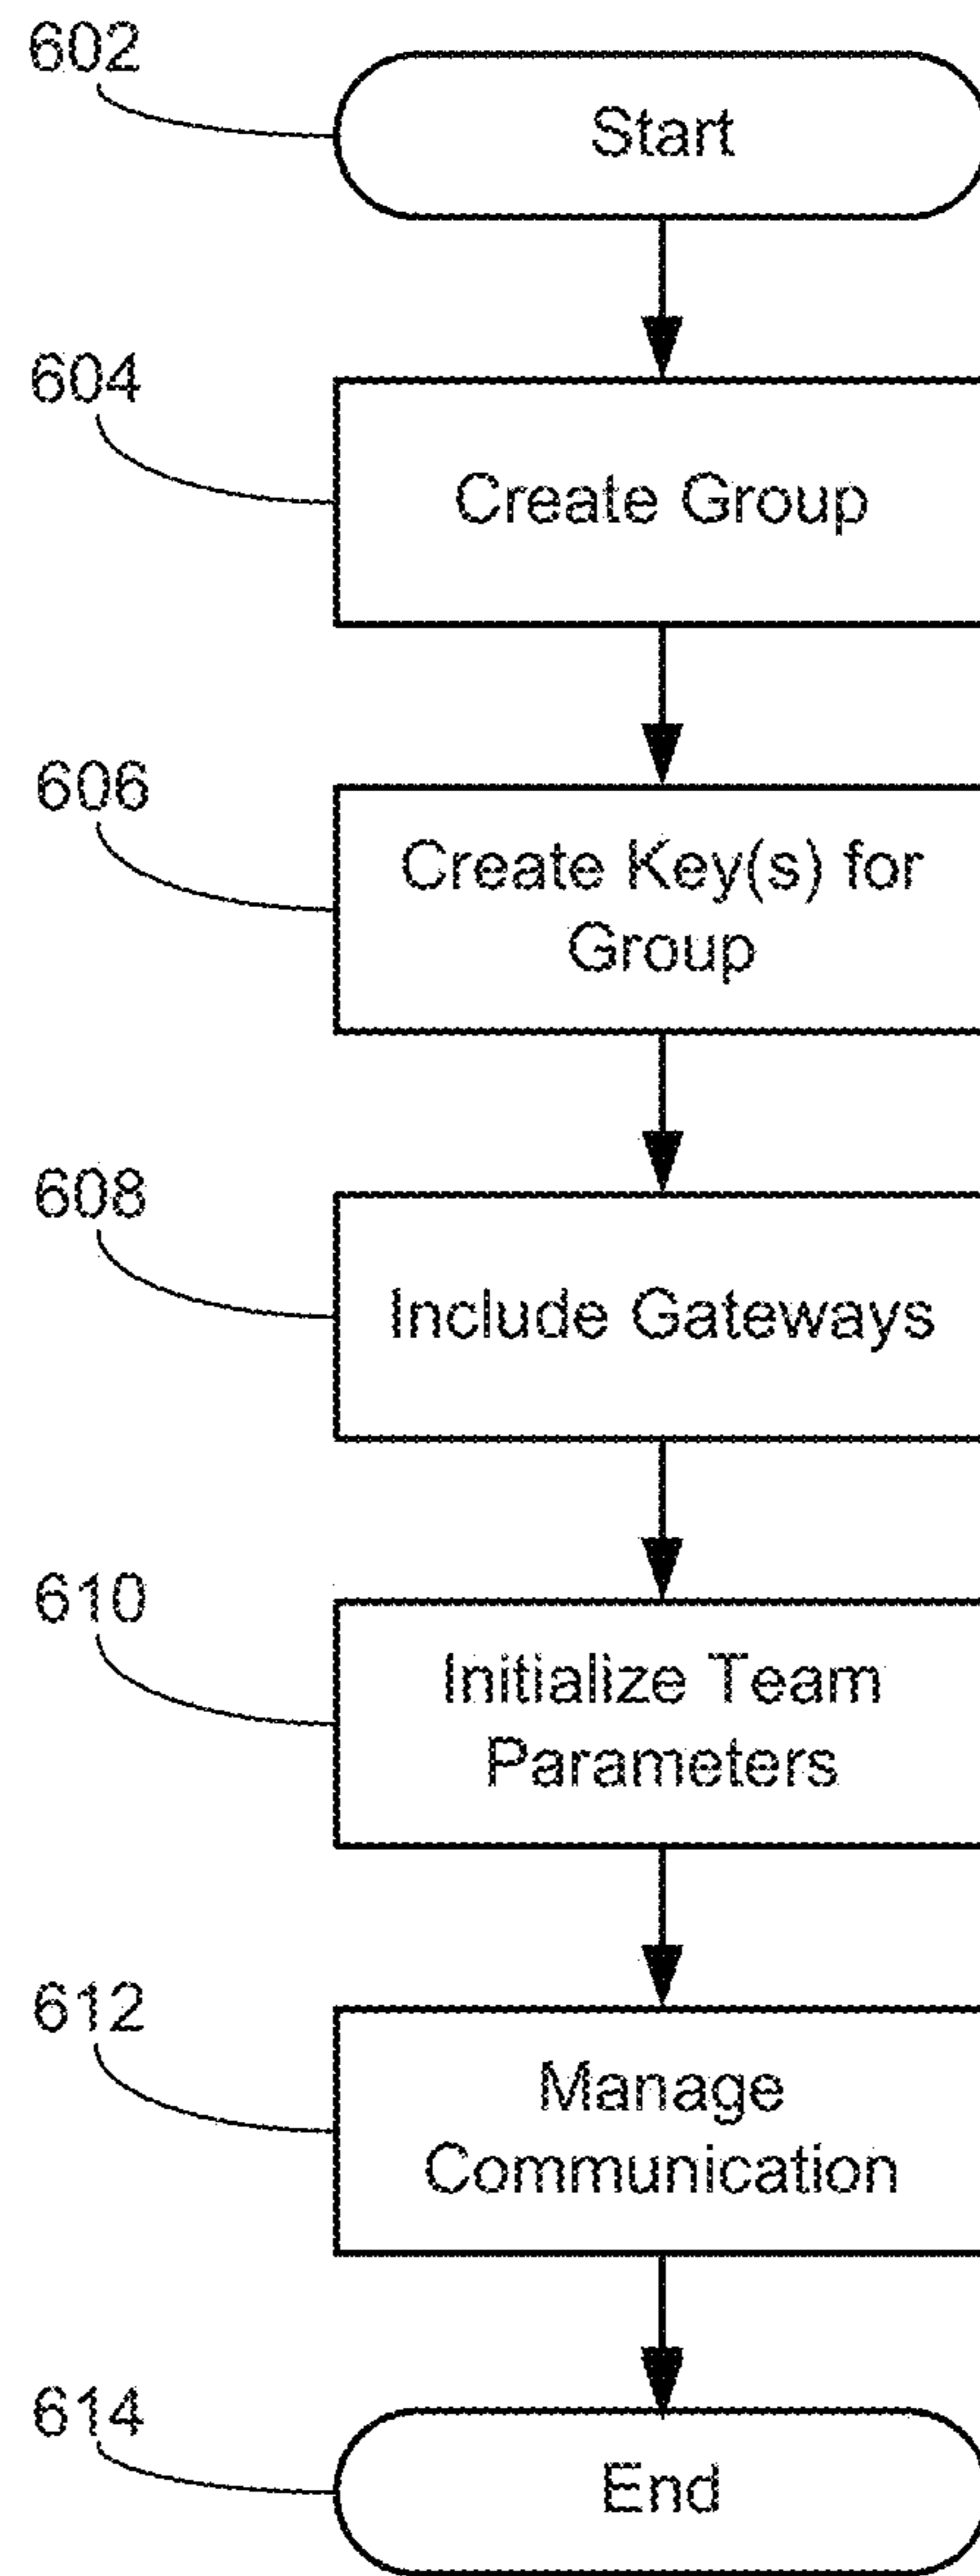 602
Start
604
Create Group
606
Create Key(s) for
Group
608
Include Gateways
610
Initialize Team
Parameters
612
Manage
Communication
614
End